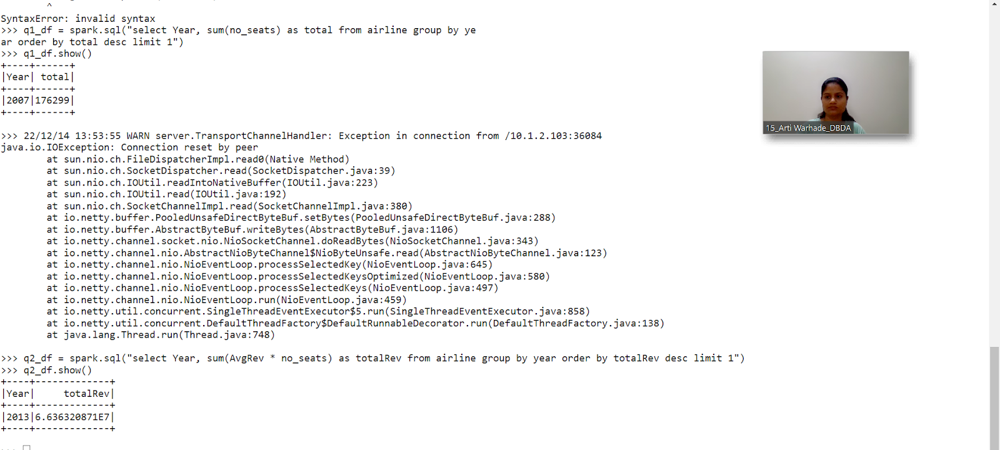 ^
SyntaxError: invalid syntax
>>> q1_df = spark.sql("select Year, sum(no_seats) as total from airline group by ye
ar order by total desc limit 1")
>>> q1_df.show()
+----+------+
|Year| total|
+----+------+
|2007|176299|
+----+------+
>>> 22/12/14 13:53:55 WARN server.TransportChannelHandler: Exception in connection from /10.1.2.103:36084
java.io.IOException: Connection reset by peer
        at sun.nio.ch.FileDispatcherImpl.read0(Native Method)
        at sun.nio.ch.SocketDispatcher.read(SocketDispatcher.java:39)
        at sun.nio.ch.IOUtil.readIntoNativeBuffer(IOUtil.java:223)
        at sun.nio.ch.IOUtil.read(IOUtil.java:192)
        at sun.nio.ch.SocketChannelImpl.read(SocketChannelImpl.java:380)
        at io.netty.buffer.PooledUnsafeDirectByteBuf.setBytes(PooledUnsafeDirectByteBuf.java:288)
        at io.netty.buffer.AbstractByteBuf.writeBytes(AbstractByteBuf.java:1106)
        at io.netty.channel.socket.nio.NioSocketChannel.doReadBytes(NioSocketChannel.java:343)
        at io.netty.channel.nio.AbstractNioByteChannel$NioByteUnsafe.read(AbstractNioByteChannel.java:123)
        at io.netty.channel.nio.NioEventLoop.processSelectedKey(NioEventLoop.java:645)
        at io.netty.channel.nio.NioEventLoop.processSelectedKeysOptimized(NioEventLoop.java:580)
        at io.netty.channel.nio.NioEventLoop.processSelectedKeys(NioEventLoop.java:497)
        at io.netty.channel.nio.NioEventLoop.run(NioEventLoop.java:459)
        at io.netty.util.concurrent.SingleThreadEventExecutor$5.run(SingleThreadEventExecutor.java:858)
        at io.netty.util.concurrent.DefaultThreadFactory$DefaultRunnableDecorator.run(DefaultThreadFactory.java:138)
        at java.lang.Thread.run(Thread.java:748)
>>> q2_df = spark.sql("select Year, sum(AvgRev * no_seats) as totalRev from airline group by year order by totalRev desc limit 1")
>>> q2_df.show()
+----+-------------+
|Year|     totalRev|
+----+-------------+
|2013|6.636320871E7|
+----+-------------+
15_Arti Warhade_DBDA